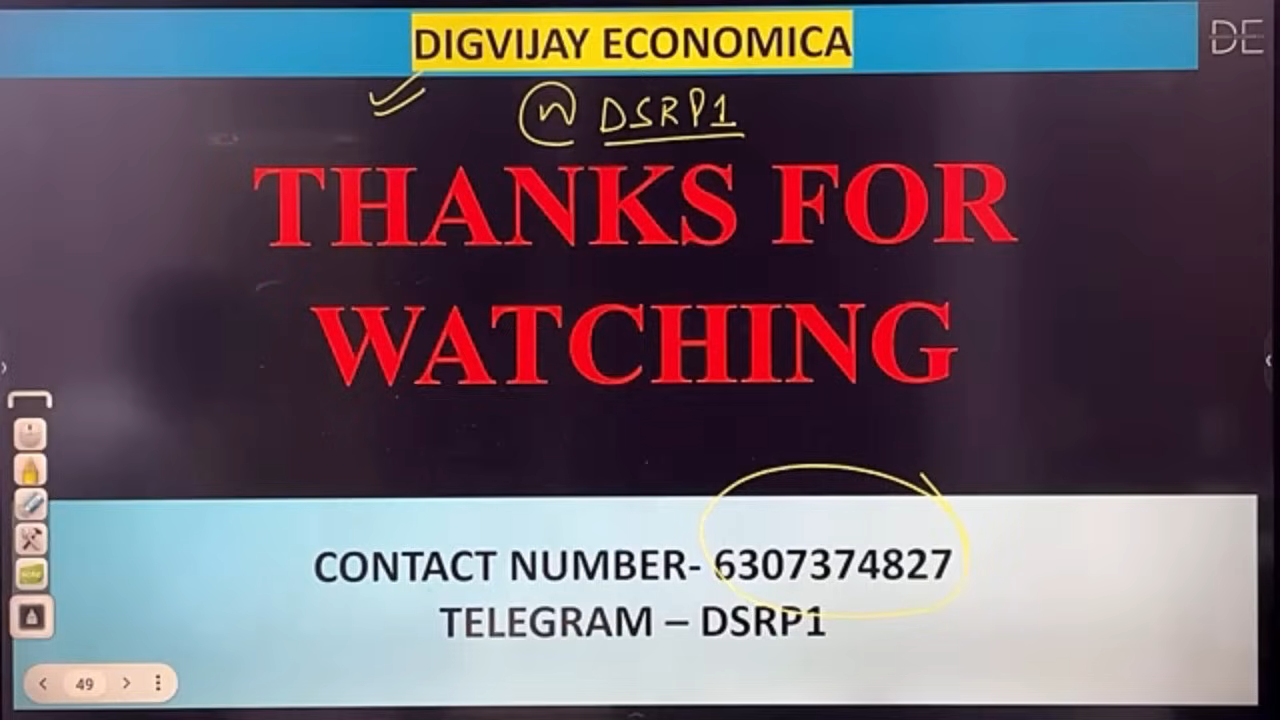 DIGVIJAY ECONOMICA
DE
@ DSRP1
THANKS FOR
WATCHING
CONTACT NUMBER- 6307374827
TELEGRAM – DSRP1
49